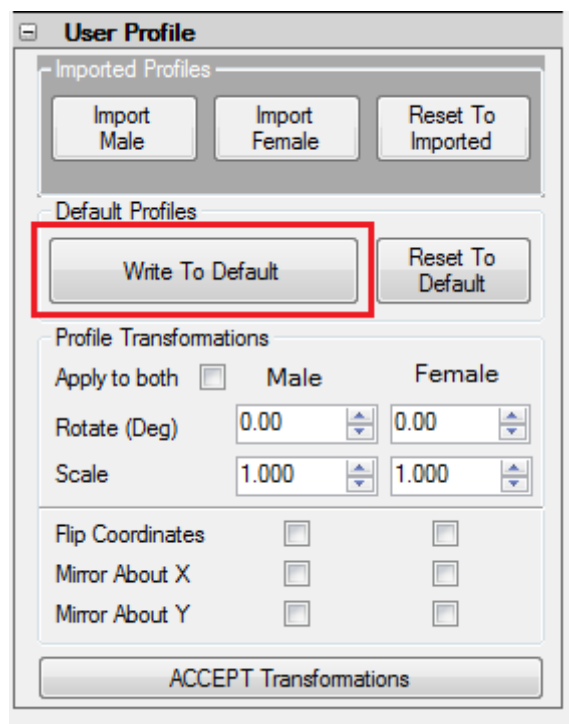 User Profile
Imported Profiles
Import Male
Import Female
Reset To Imported
Default Profiles
Write To Default
Reset To Default
Profile Transformations
Apply to both Male Female
Rotate (Deg) 0.00 0.00
Scale 1.000 1.000
Flip Coordinates
Mirror About X
Mirror About Y
ACCEPT Transformations